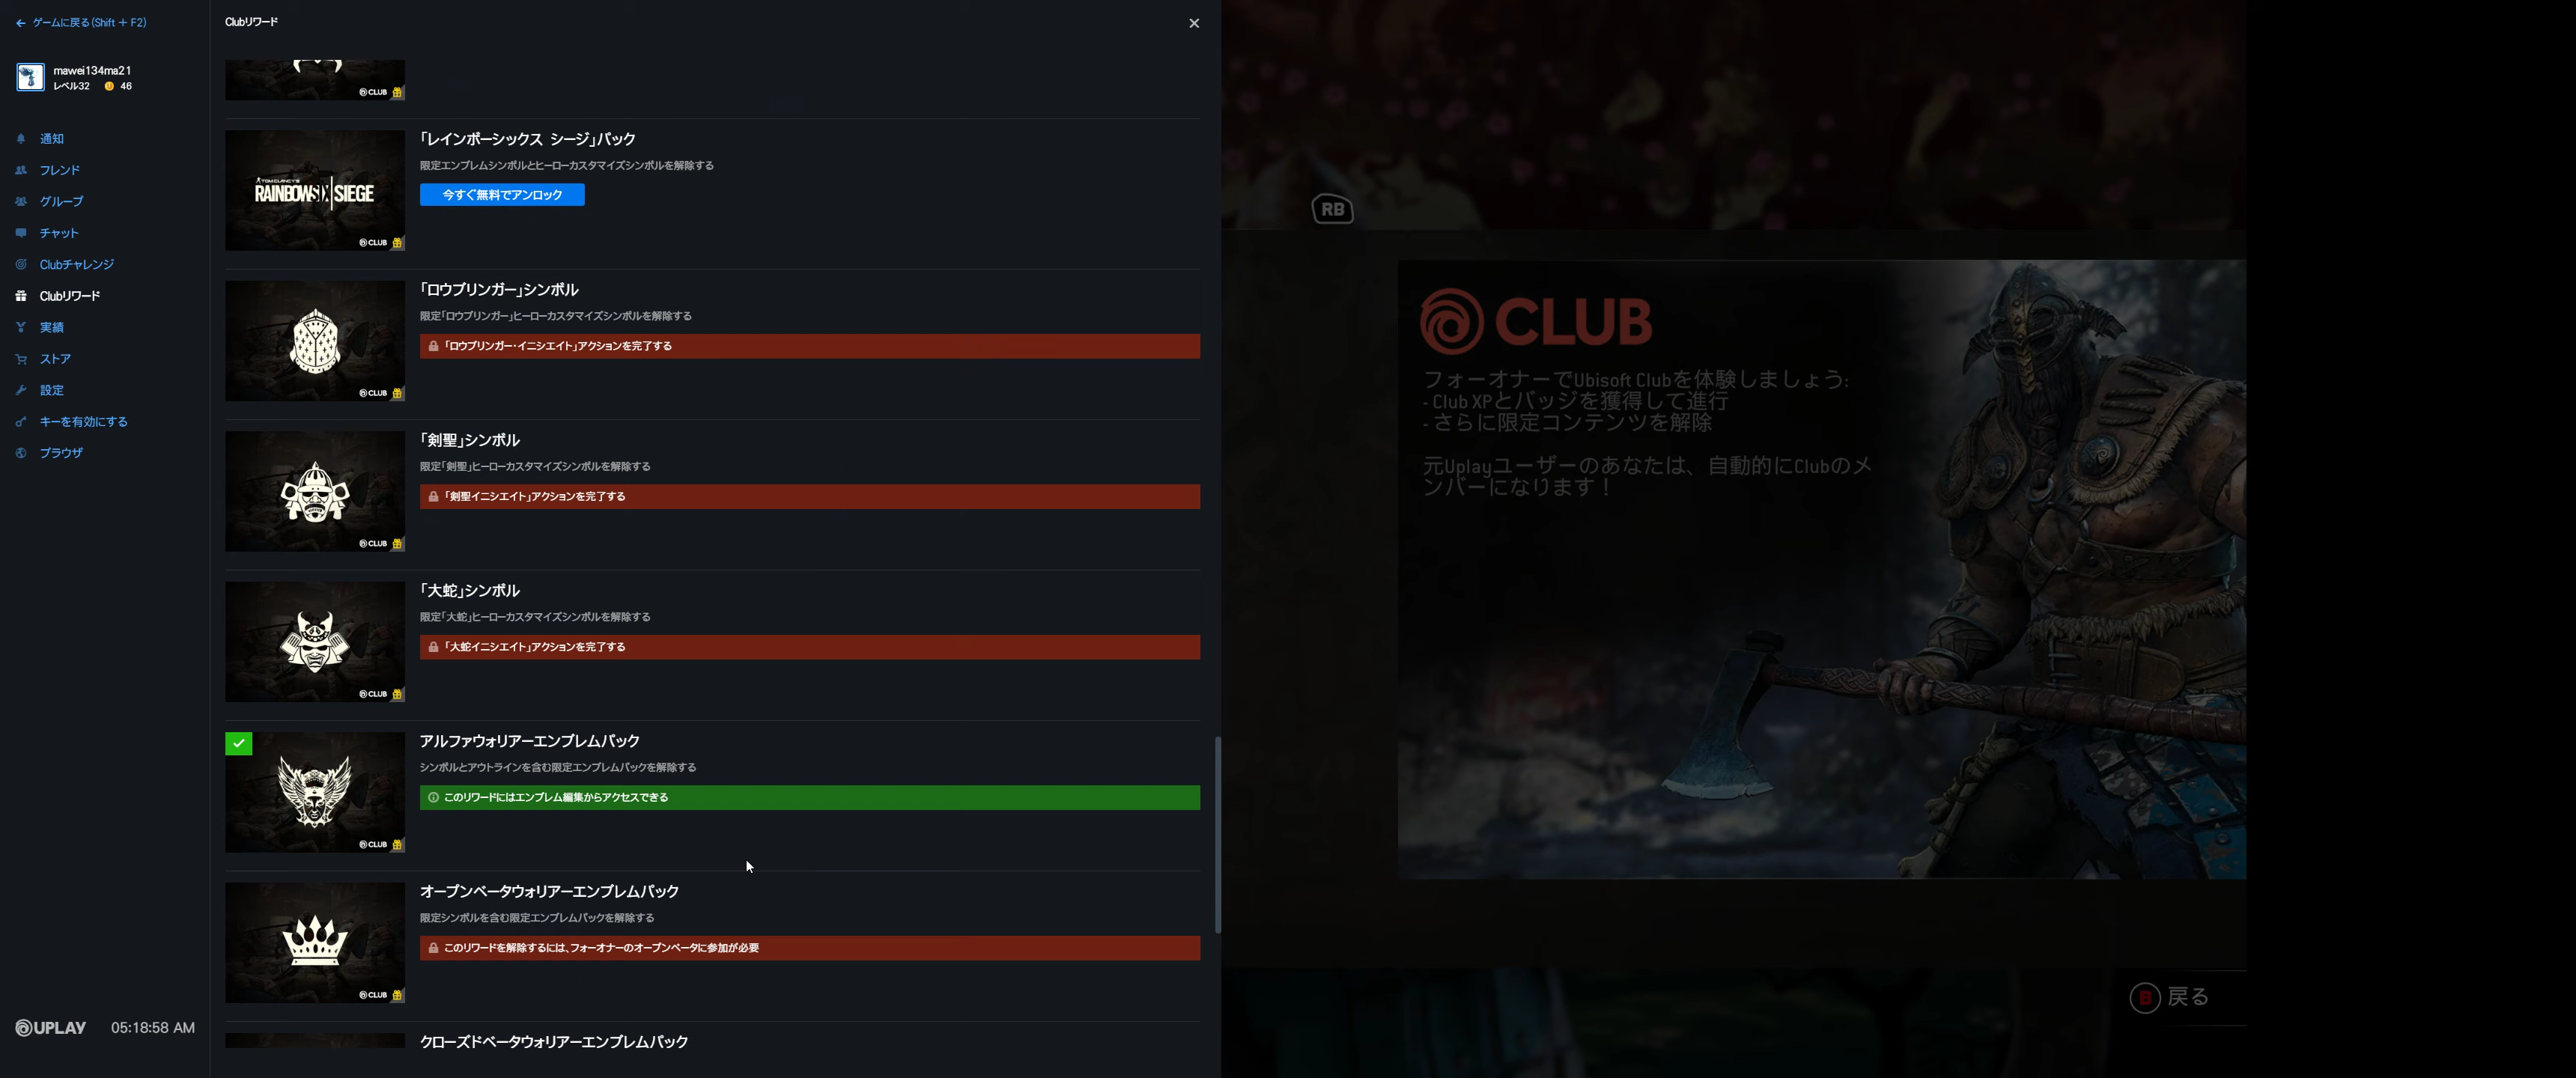 ゲームに戻る(Shift + F2)
mawei134ma21
レベル32 46
通知
フレンド
グループ
チャット
Clubチャレンジ
Clubリワード
実績
ストア
設定
キーを有効にする
ブラウザ
UPLAY 05:18:58 AM
Clubリワード
CLUB
「レインボーシックス シージ」パック
限定エンブレムシンボルとヒーローカスタマイズシンボルを解除する
今すぐ無料でアンロック
TOM CLANCY'S
RAINBOWSIX|SIEGE
CLUB
「ロウブリンガー」シンボル
限定「ロウブリンガー」ヒーローカスタマイズシンボルを解除する
「ロウブリンガー・イニシエイト」アクションを完了する
CLUB
「剣聖」シンボル
限定「剣聖」ヒーローカスタマイズシンボルを解除する
「剣聖イニシエイト」アクションを完了する
CLUB
「大蛇」シンボル
限定「大蛇」ヒーローカスタマイズシンボルを解除する
「大蛇イニシエイト」アクションを完了する
CLUB
アルファウォリアーエンブレムパック
シンボルとアウトラインを含む限定エンブレムパックを解除する
このリワードにはエンブレム編集からアクセスできる
CLUB
オープンベータウォリアーエンブレムパック
限定シンボルを含む限定エンブレムパックを解除する
このリワードを解除するには、フォーオナーのオープンベータに参加が必要
CLUB
クローズドベータウォリアーエンブレムパック
RB
CLUB
フォーオナーでUbisoft Clubを体験しましょう:
- Club XPとバッジを獲得して進行
- さらに限定コンテンツを解除
元Uplayユーザーのあなたは、自動的にClubのメ
ンバーになります!
B 戻る